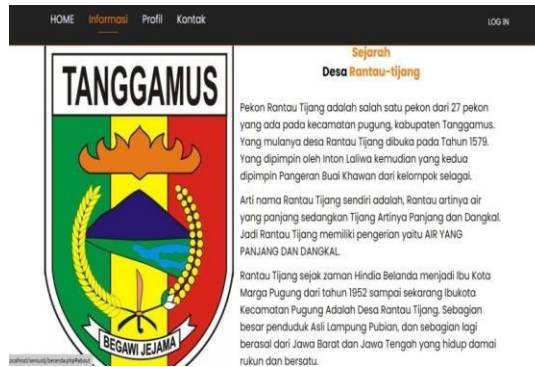 HOME Informasi Profil Kontak LOG IN
TANGGAMUS
BEGAWI JEJAMA
Sejarah
Desa Rantau-tijang
Pekon Rantau Tijang adalah salah satu pekon dari 27 pekon
yang ada pada kecamatan pugung, kabupaten Tanggamus.
Yang mulanya desa Rantau Tijang dibuka pada Tahun 1579.
Yang dipimpin oleh Inton Laliwa kemudian yang kedua
dipimpin Pangeran Buai Khawan dari kelompok selagai.
Arti nama Rantau Tijang sendiri adalah, Rantau artinya air
yang panjang sedangkan Tijang Artinya Panjang dan Dangkal.
Jadi Rantau Tijang memiliki pengerian yaitu AIR YANG
PANJANG DAN DANGKAL.
Rantau Tijang sejak zaman Hindia Belanda menjadi Ibu Kota
Marga Pugung dari tahun 1952 sampai sekarang Ibukota
Kecamatan Pugung Adalah Desa Rantau Tijang. Sebagian
besar penduduk Asli Lampung Pubian, dan sebagian lagi
berasal dari Jawa Barat dan Jawa Tengah yang hidup damai
rukun dan bersatu.